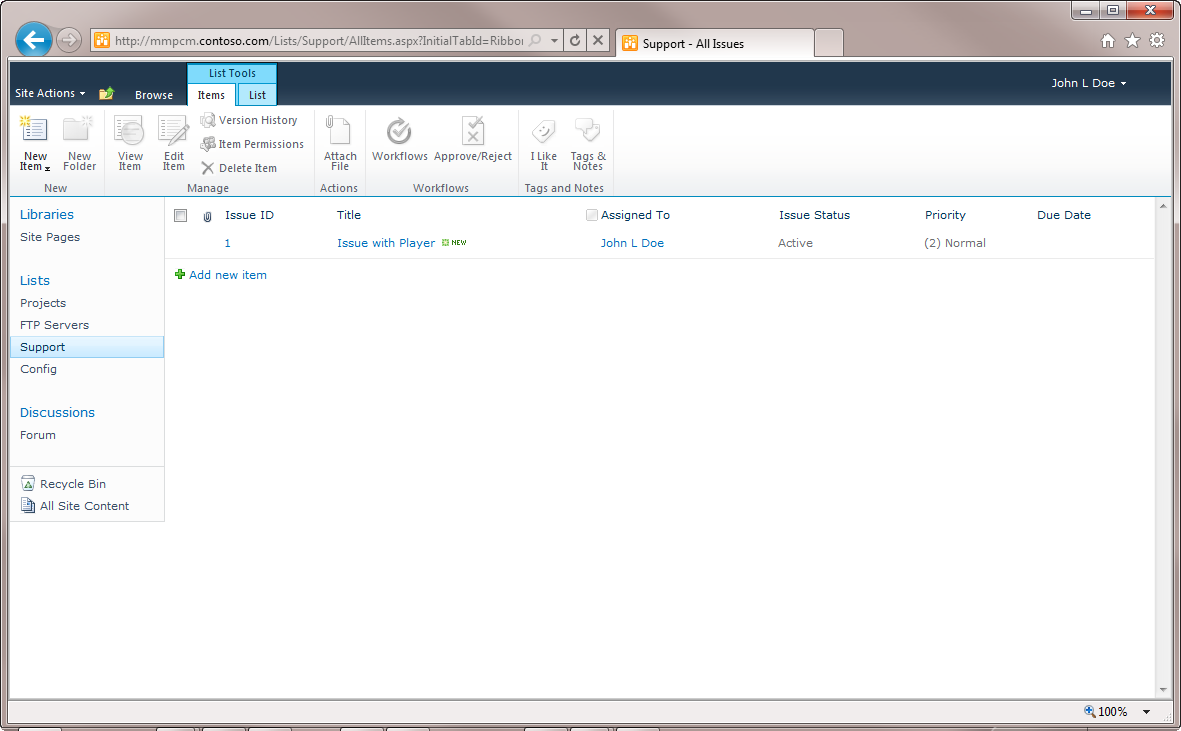 http://mmpcm.contoso.com/Lists/Support/AllItems.aspx?InitialTabId=Ribbon
Support - All Issues
Site Actions
Browse
List Tools
Items
List
John L Doe
New Item
New Folder
New
View Item
Edit Item
Version History
Item Permissions
Delete Item
Manage
Attach File
Actions
Workflows
Approve/Reject
Workflows
I Like It
Tags & Notes
Tags and Notes
Libraries
Site Pages
Lists
Projects
FTP Servers
Support
Config
Discussions
Forum
Recycle Bin
All Site Content
Issue ID Title Assigned To Issue Status Priority Due Date
1 Issue with Player NEW John L Doe Active (2) Normal
Add new item
100%